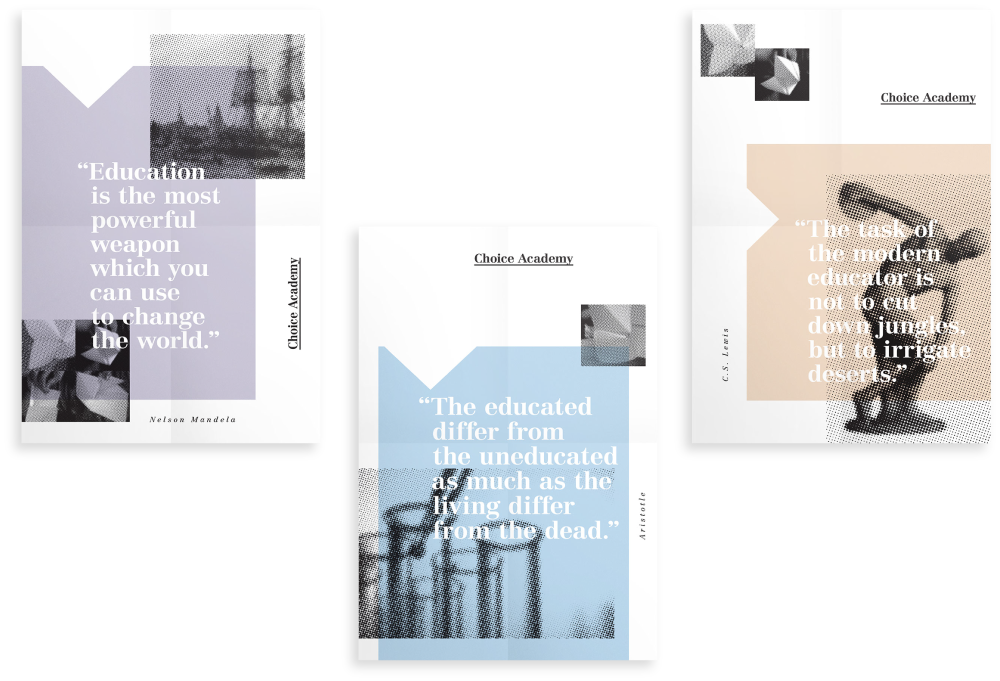 “Education
is the most
powerful
weapon
which you
can use
to change
the world.”
Choice Academy
Nelson Mandela
Choice Academy
“The educated
differ from
the uneducated
as much as the
living differ
from the dead.”
Aristotle
Choice Academy
“The task of
the modern
educator is
not to cut
down jungles,
but to irrigate
deserts.”
C.S. Lewis